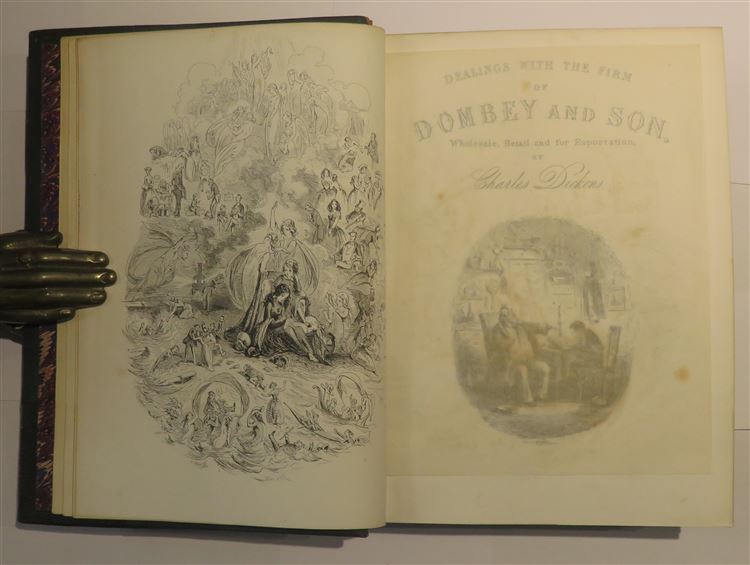 DEALINGS WITH THE FIRM
OF
DOMBEY AND SON,
Wholesale, Retail and for Exportation,
BY
Charles Dickens